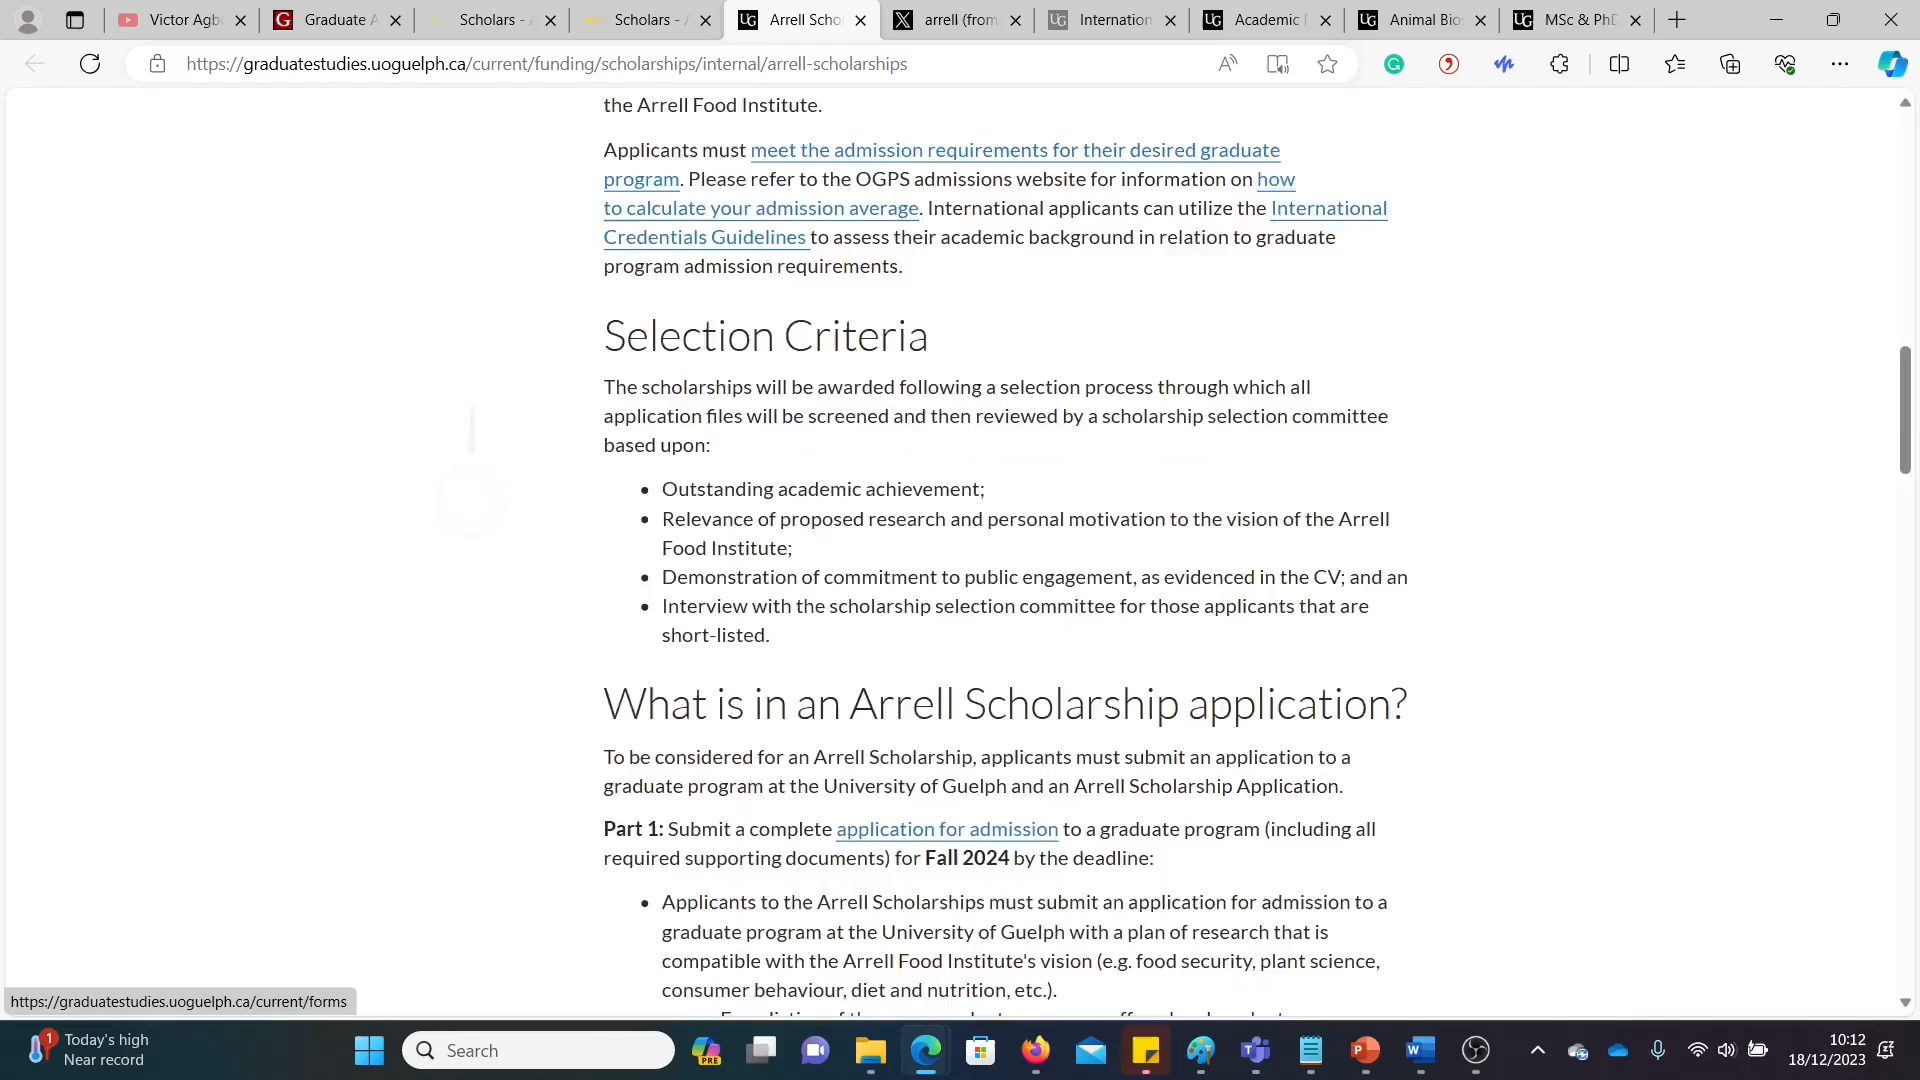 Victor Agb
Graduate A
Scholars - A
Scholars - A
Arrell Scho
arrell (from
Internation
Academic F
Animal Bio
MSc & PhD
https://graduatestudies.uoguelph.ca/current/funding/scholarships/internal/arrell-scholarships
the Arrell Food Institute.
Applicants must meet the admission requirements for their desired graduate
program. Please refer to the OGPS admissions website for information on how
to calculate your admission average. International applicants can utilize the International
Credentials Guidelines to assess their academic background in relation to graduate
program admission requirements.
Selection Criteria
The scholarships will be awarded following a selection process through which all
application files will be screened and then reviewed by a scholarship selection committee
based upon:
• Outstanding academic achievement;
• Relevance of proposed research and personal motivation to the vision of the Arrell
Food Institute;
• Demonstration of commitment to public engagement, as evidenced in the CV; and an
• Interview with the scholarship selection committee for those applicants that are
short-listed.
What is in an Arrell Scholarship application?
To be considered for an Arrell Scholarship, applicants must submit an application to a
graduate program at the University of Guelph and an Arrell Scholarship Application.
Part 1: Submit a complete application for admission to a graduate program (including all
required supporting documents) for Fall 2024 by the deadline:
• Applicants to the Arrell Scholarships must submit an application for admission to a
graduate program at the University of Guelph with a plan of research that is
compatible with the Arrell Food Institute's vision (e.g. food security, plant science,
consumer behaviour, diet and nutrition, etc.).
https://graduatestudies.uoguelph.ca/current/forms
1
Today's high
Near record
Search
PRE
10:12
18/12/2023